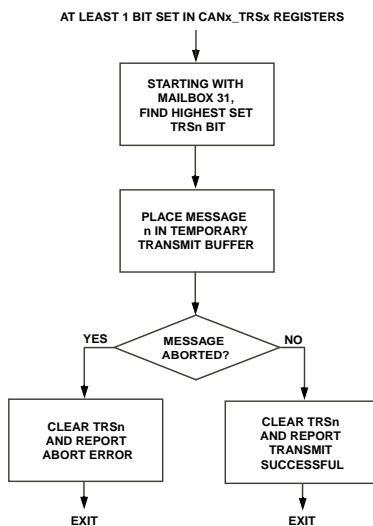 AT LEAST 1 BIT SET IN CANx_TRSx REGISTERS
STARTING WITH
MAILBOX 31,
FIND HIGHEST SET
TRSn BIT
PLACE MESSAGE
n IN TEMPORARY
TRANSMIT BUFFER
YES
MESSAGE
ABORTED?
NO
CLEAR TRSn
AND REPORT
ABORT ERROR
CLEAR TRSn
AND REPORT
TRANSMIT
SUCCESSFUL
EXIT
EXIT